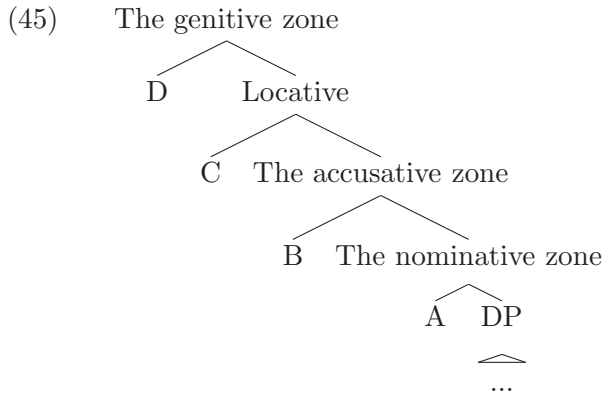 (45) The genitive zone
D Locative
C The accusative zone
B The nominative zone
A DP
...